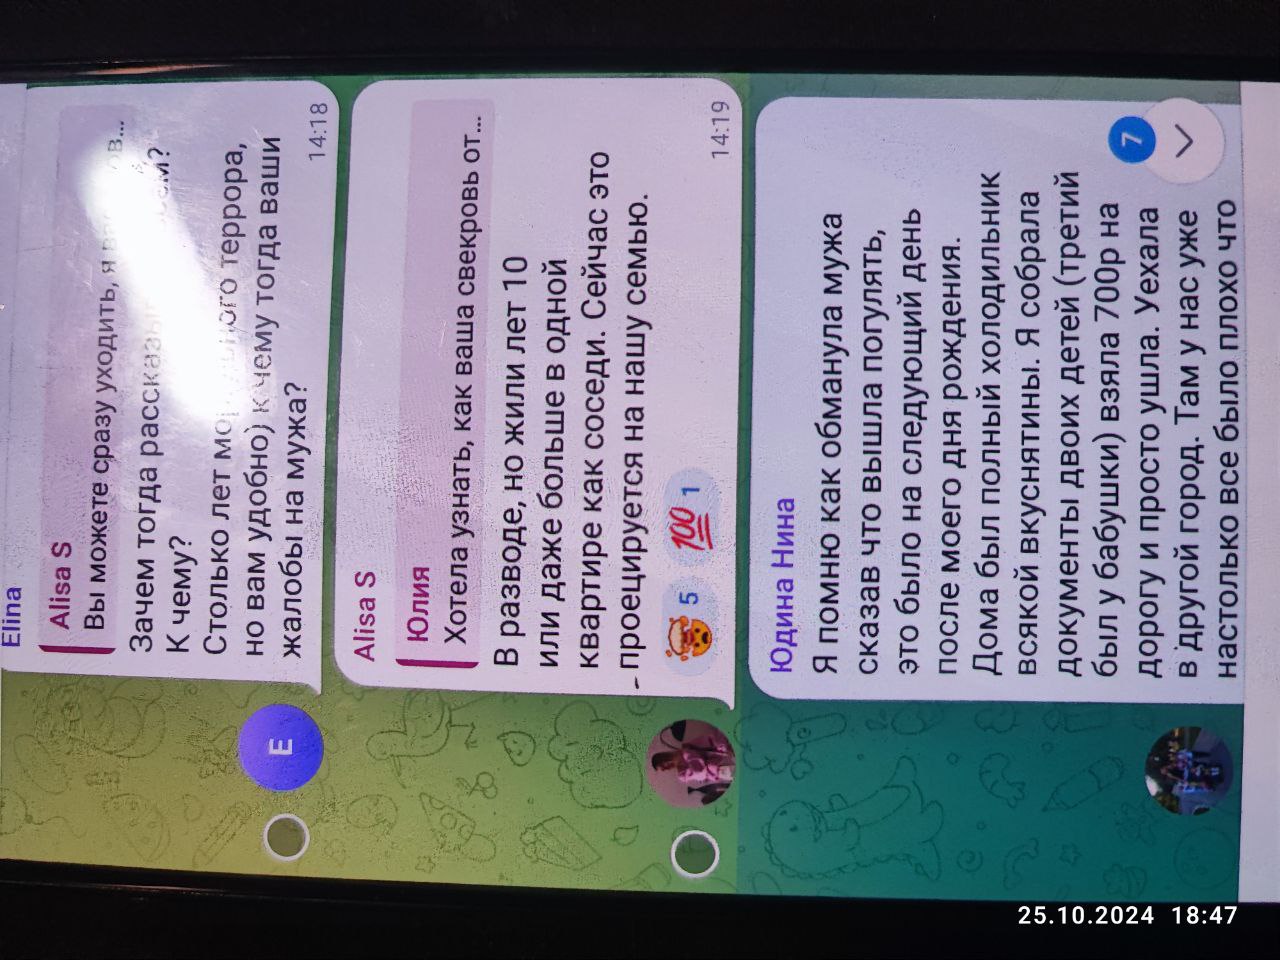 Elina
Alisa S
Вы можете сразу уходить, я
Зачем тогда
К чему?
Столько лет террора,
но вам удобно) к чему тогда ваши
жалобы на мужа?
14:18
E
Alisa S
Юлия
Хотела узнать, как ваша свекровь от...
В разводе, но жили лет 10
или даже больше в одной
квартире как соседи. Сейчас это
- проецируется на нашу семью.
5 💯 1
14:19
Юдина Нина
Я помню как обманула мужа
сказав что вышла погулять,
это было на следующий день
после моего дня рождения.
Дома был полный холодильник
всякой вкуснятины. Я собрала
документы двоих детей (третий
был у бабушки) взяла 700р на
дорогу и просто ушла. Уехала
в другой город. Там у нас уже
настолько все было плохо что
7
25.10.2024 18:47